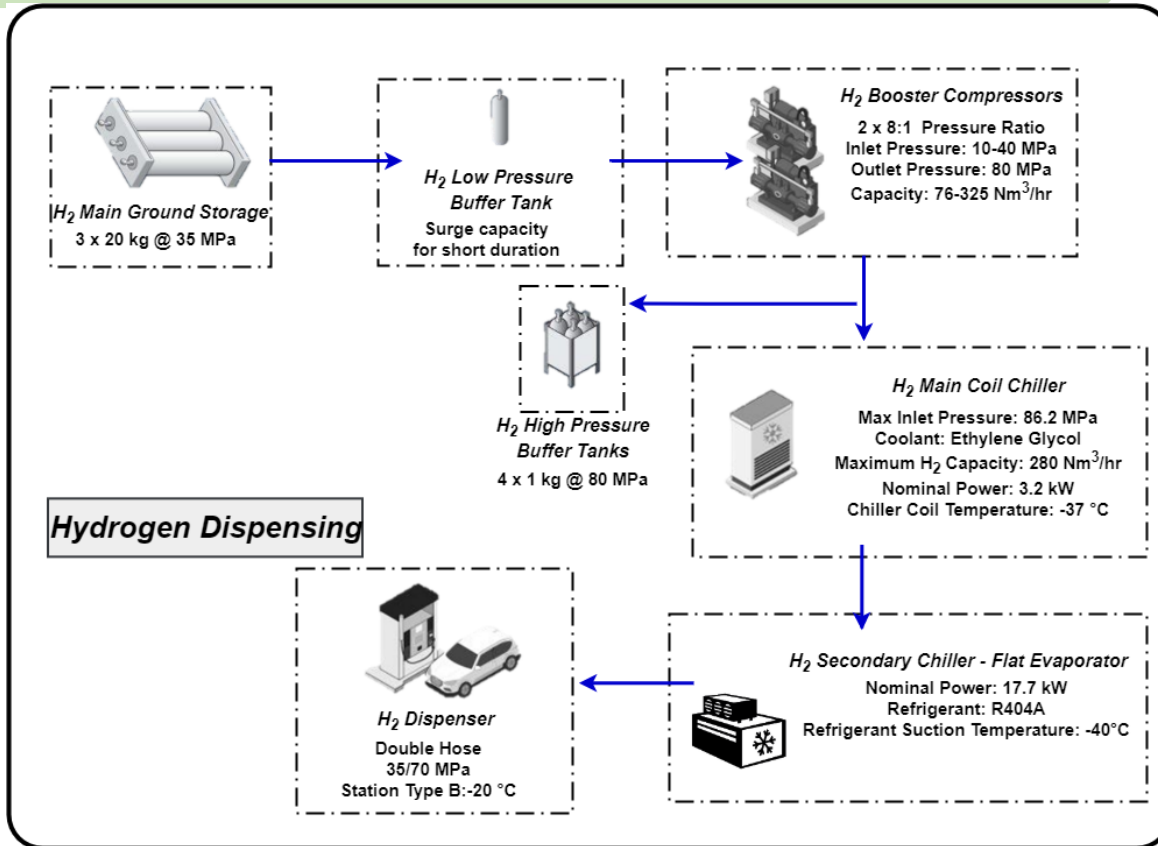 H₂ Main Ground Storage
3 x 20 kg @ 35 MPa
H₂ Low Pressure
Buffer Tank
Surge capacity
for short duration
H₂ Booster Compressors
2 x 8:1 Pressure Ratio
Inlet Pressure: 10-40 MPa
Outlet Pressure: 80 MPa
Capacity: 76-325 Nm³/hr
H₂ High Pressure
Buffer Tanks
4 x 1 kg @ 80 MPa
H₂ Main Coil Chiller
Max Inlet Pressure: 86.2 MPa
Coolant: Ethylene Glycol
Maximum H₂ Capacity: 280 Nm³/hr
Nominal Power: 3.2 kW
Chiller Coil Temperature: -37 °C
Hydrogen Dispensing
H₂ Dispenser
Double Hose
35/70 MPa
Station Type B:-20 °C
H₂ Secondary Chiller - Flat Evaporator
Nominal Power: 17.7 kW
Refrigerant: R404A
Refrigerant Suction Temperature: -40°C